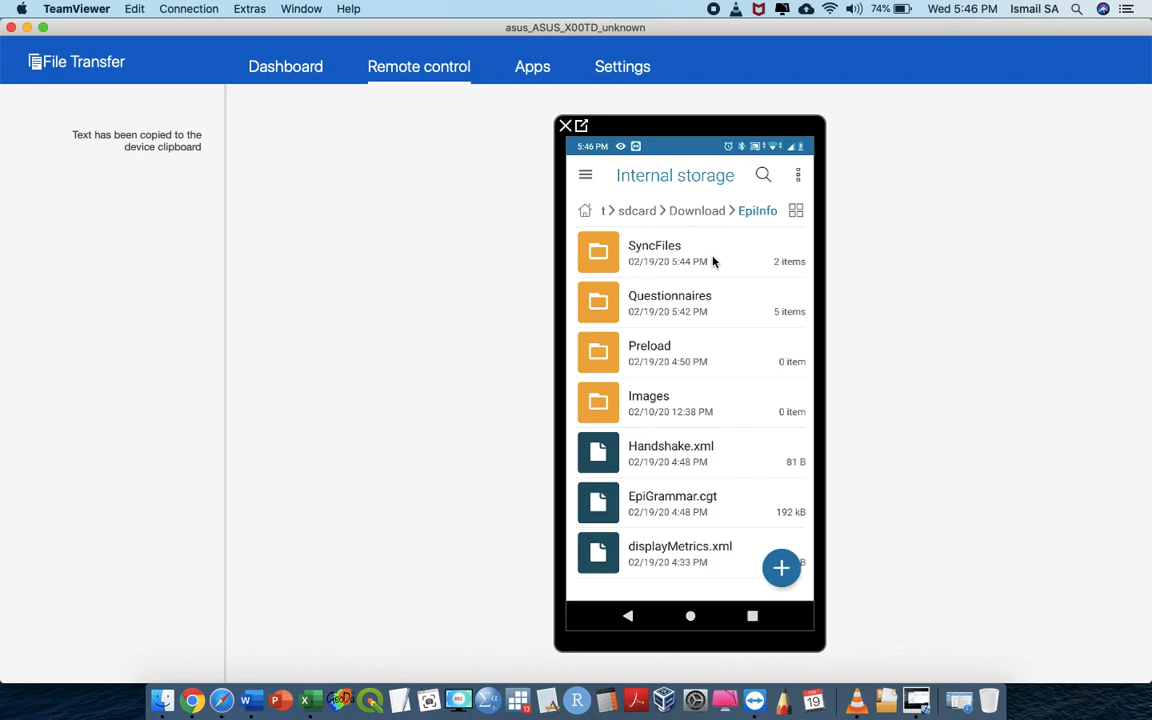 TeamViewer Edit Connection Extras Window Help 74% Wed 5:46 PM Ismail SA
asus_ASUS_X00TD_unknown
File Transfer Dashboard Remote control Apps Settings
Text has been copied to the
device clipboard
5:46 PM
Internal storage
t > sdcard > Download > EpiInfo
SyncFiles
02/19/20 5:44 PM 2 items
Questionnaires
02/19/20 5:42 PM 5 items
Preload
02/19/20 4:50 PM 0 item
Images
02/10/20 12:38 PM 0 item
Handshake.xml
02/19/20 4:48 PM 81 B
EpiGrammar.cgt
02/19/20 4:48 PM 192 kB
displayMetrics.xml
02/19/20 4:33 PM B